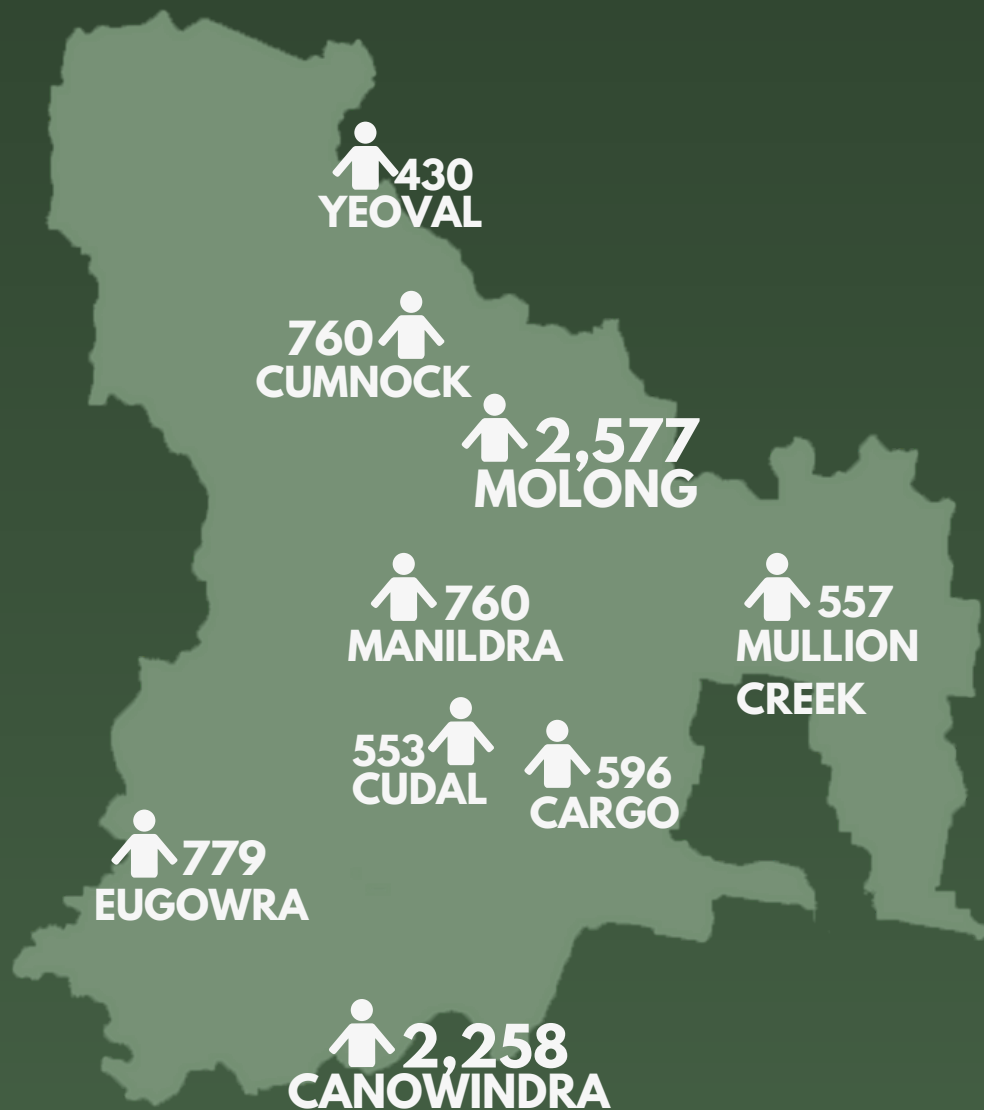 430
YEOVAL
760
CUMNOCK
2,577
MOLONG
760
MANILDRA
557
MULLION
CREEK
553
CUDAL
596
CARGO
779
EUGOWRA
2,258
CANOWINDRA